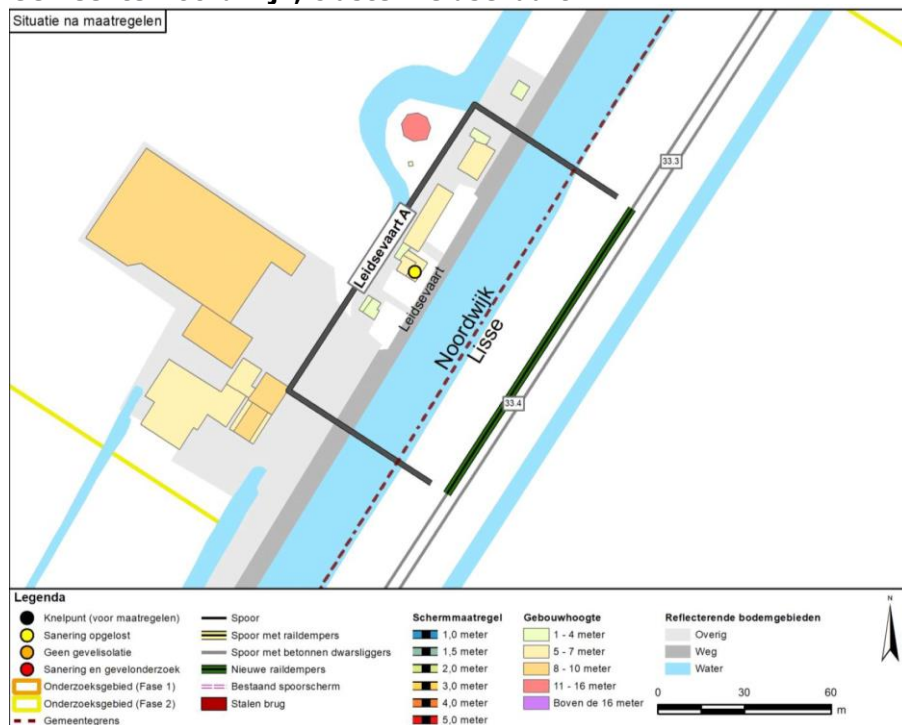 Situatie na maatregelen
33.3
Leidsevaart A
Leidsevaart
Noordwijk
Lisse
33.4
Legenda
Knelpunt (voor maatregelen)
Sanering opgelost
Geen gevelisolatie
Sanering en gevelonderzoek
Onderzoeksgebied (Fase 1)
Onderzoeksgebied (Fase 2)
Gemeentegrens
Spoor
Spoor met raildempers
Spoor met betonnen dwarsliggers
Nieuwe raildempers
Bestaand spoorscherm
Stalen brug
Schermmaatregel
1,0 meter
1,5 meter
2,0 meter
3,0 meter
4,0 meter
5,0 meter
Gebouwhoogte
1 - 4 meter
5 - 7 meter
8 - 10 meter
11 - 16 meter
Boven de 16 meter
Reflecterende bodemgebieden
Overig
Weg
Water
N
0 30 60
m